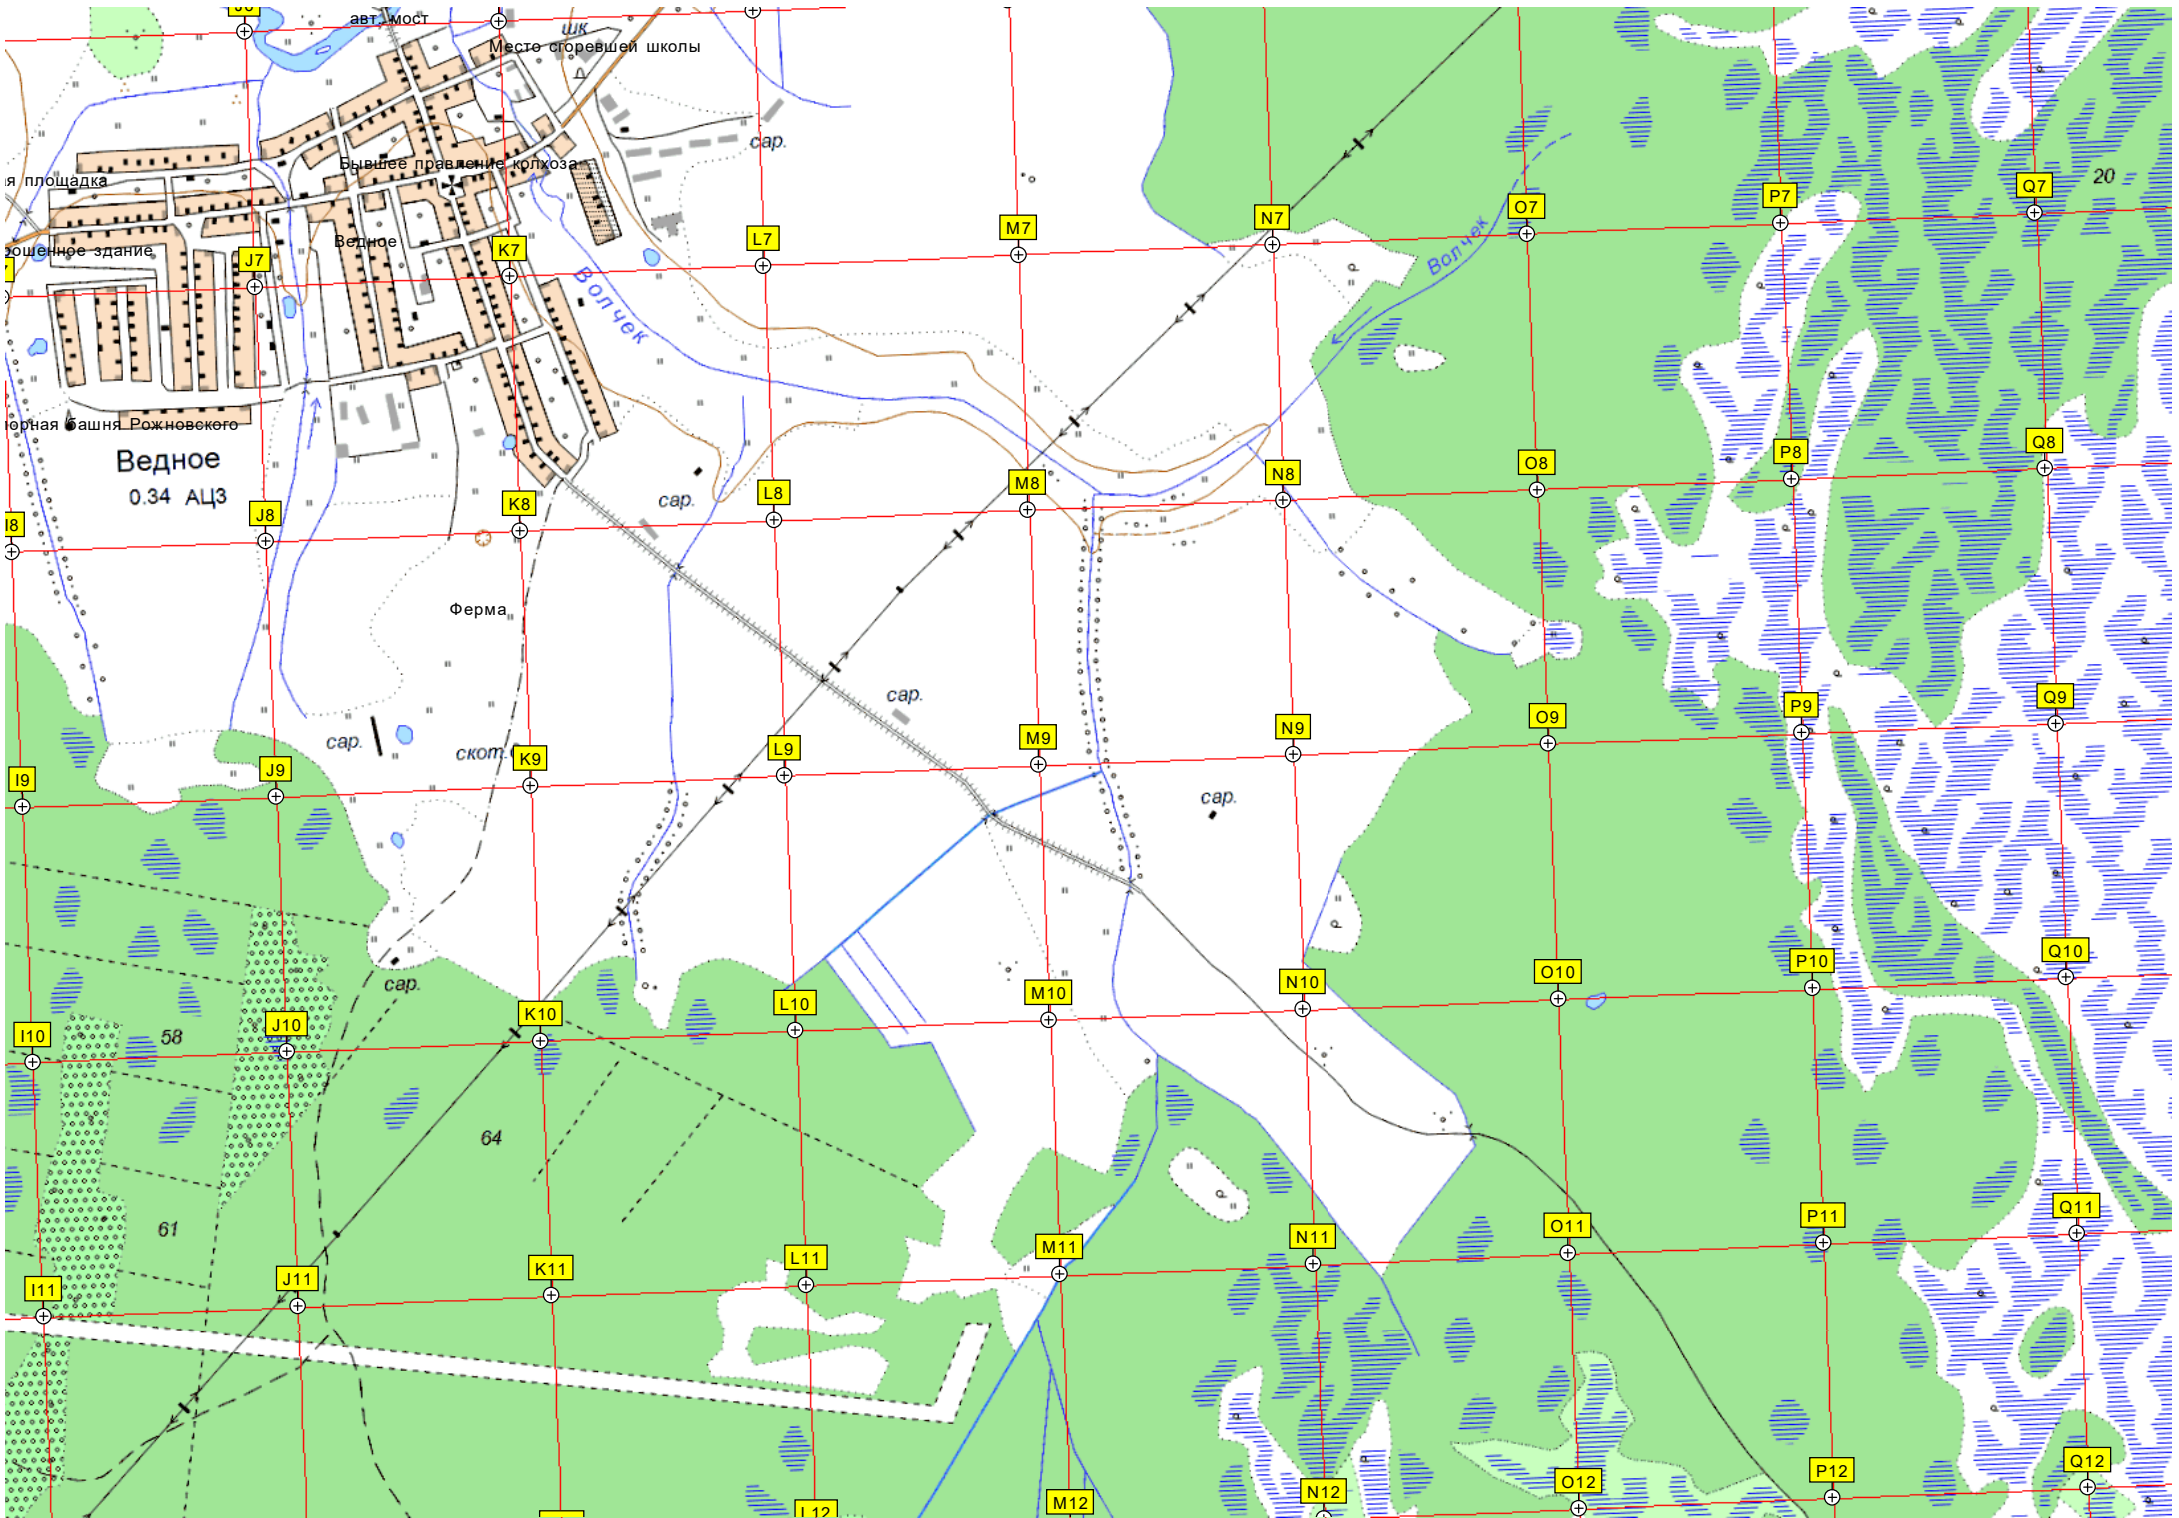 авт. мост
шк
Место сгоревшей школы
сар.
Бывшее правление колхоза
площадка
20
Q7
P7
O7
N7
M7
L7
K7
J7
Ведное
здание
Волчек
Волчек
башня Рожновского
Ведное
0.34 АЦЗ
сар.
I8
J8
K8
L8
M8
N8
O8
P8
Q8
Ферма
сар.
сар.
скот.
I9
J9
K9
L9
M9
N9
O9
P9
Q9
сар.
сар.
58
I10
J10
K10
L10
M10
N10
O10
P10
Q10
64
61
I11
J11
K11
L11
M11
N11
O11
P11
Q11
L12
M12
N12
O12
P12
Q12